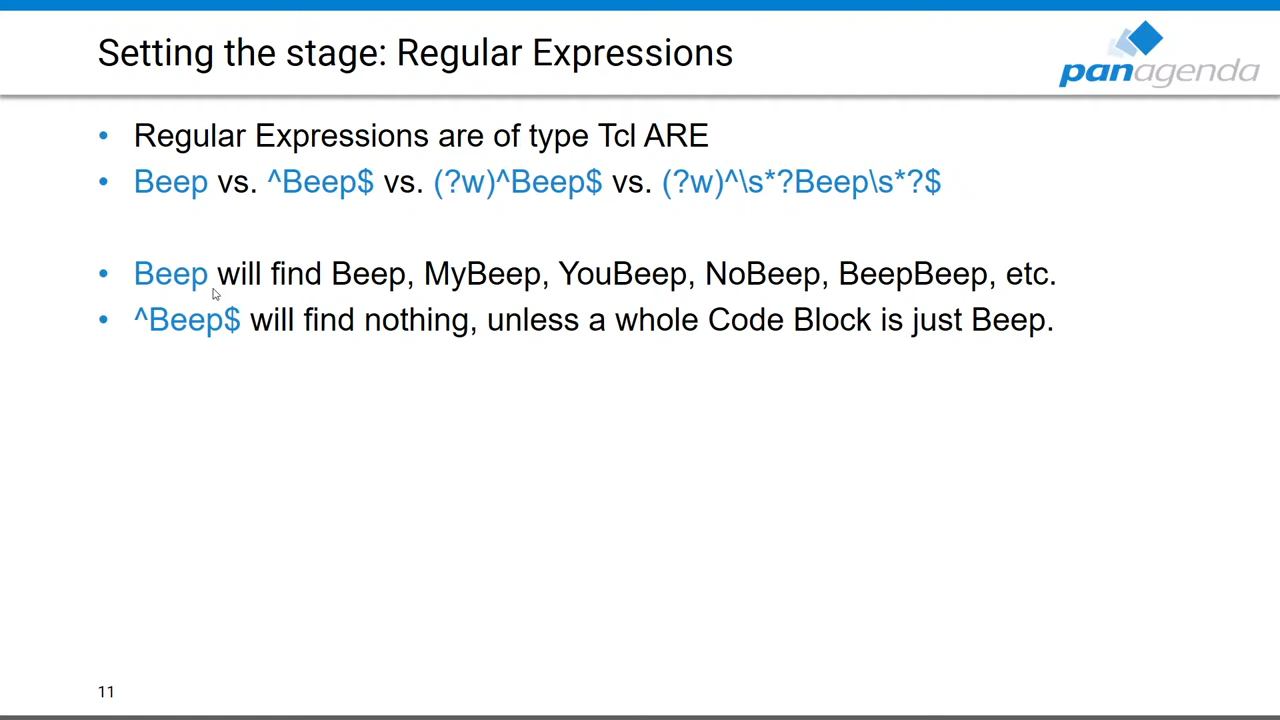 Setting the stage: Regular Expressions
panagenda
• Regular Expressions are of type Tcl ARE
• Beep vs. ^Beep$ vs. (?w)^Beep$ vs. (?w)^\s*?Beep\s*?$
• Beep will find Beep, MyBeep, YouBeep, NoBeep, BeepBeep, etc.
• ^Beep$ will find nothing, unless a whole Code Block is just Beep.
11